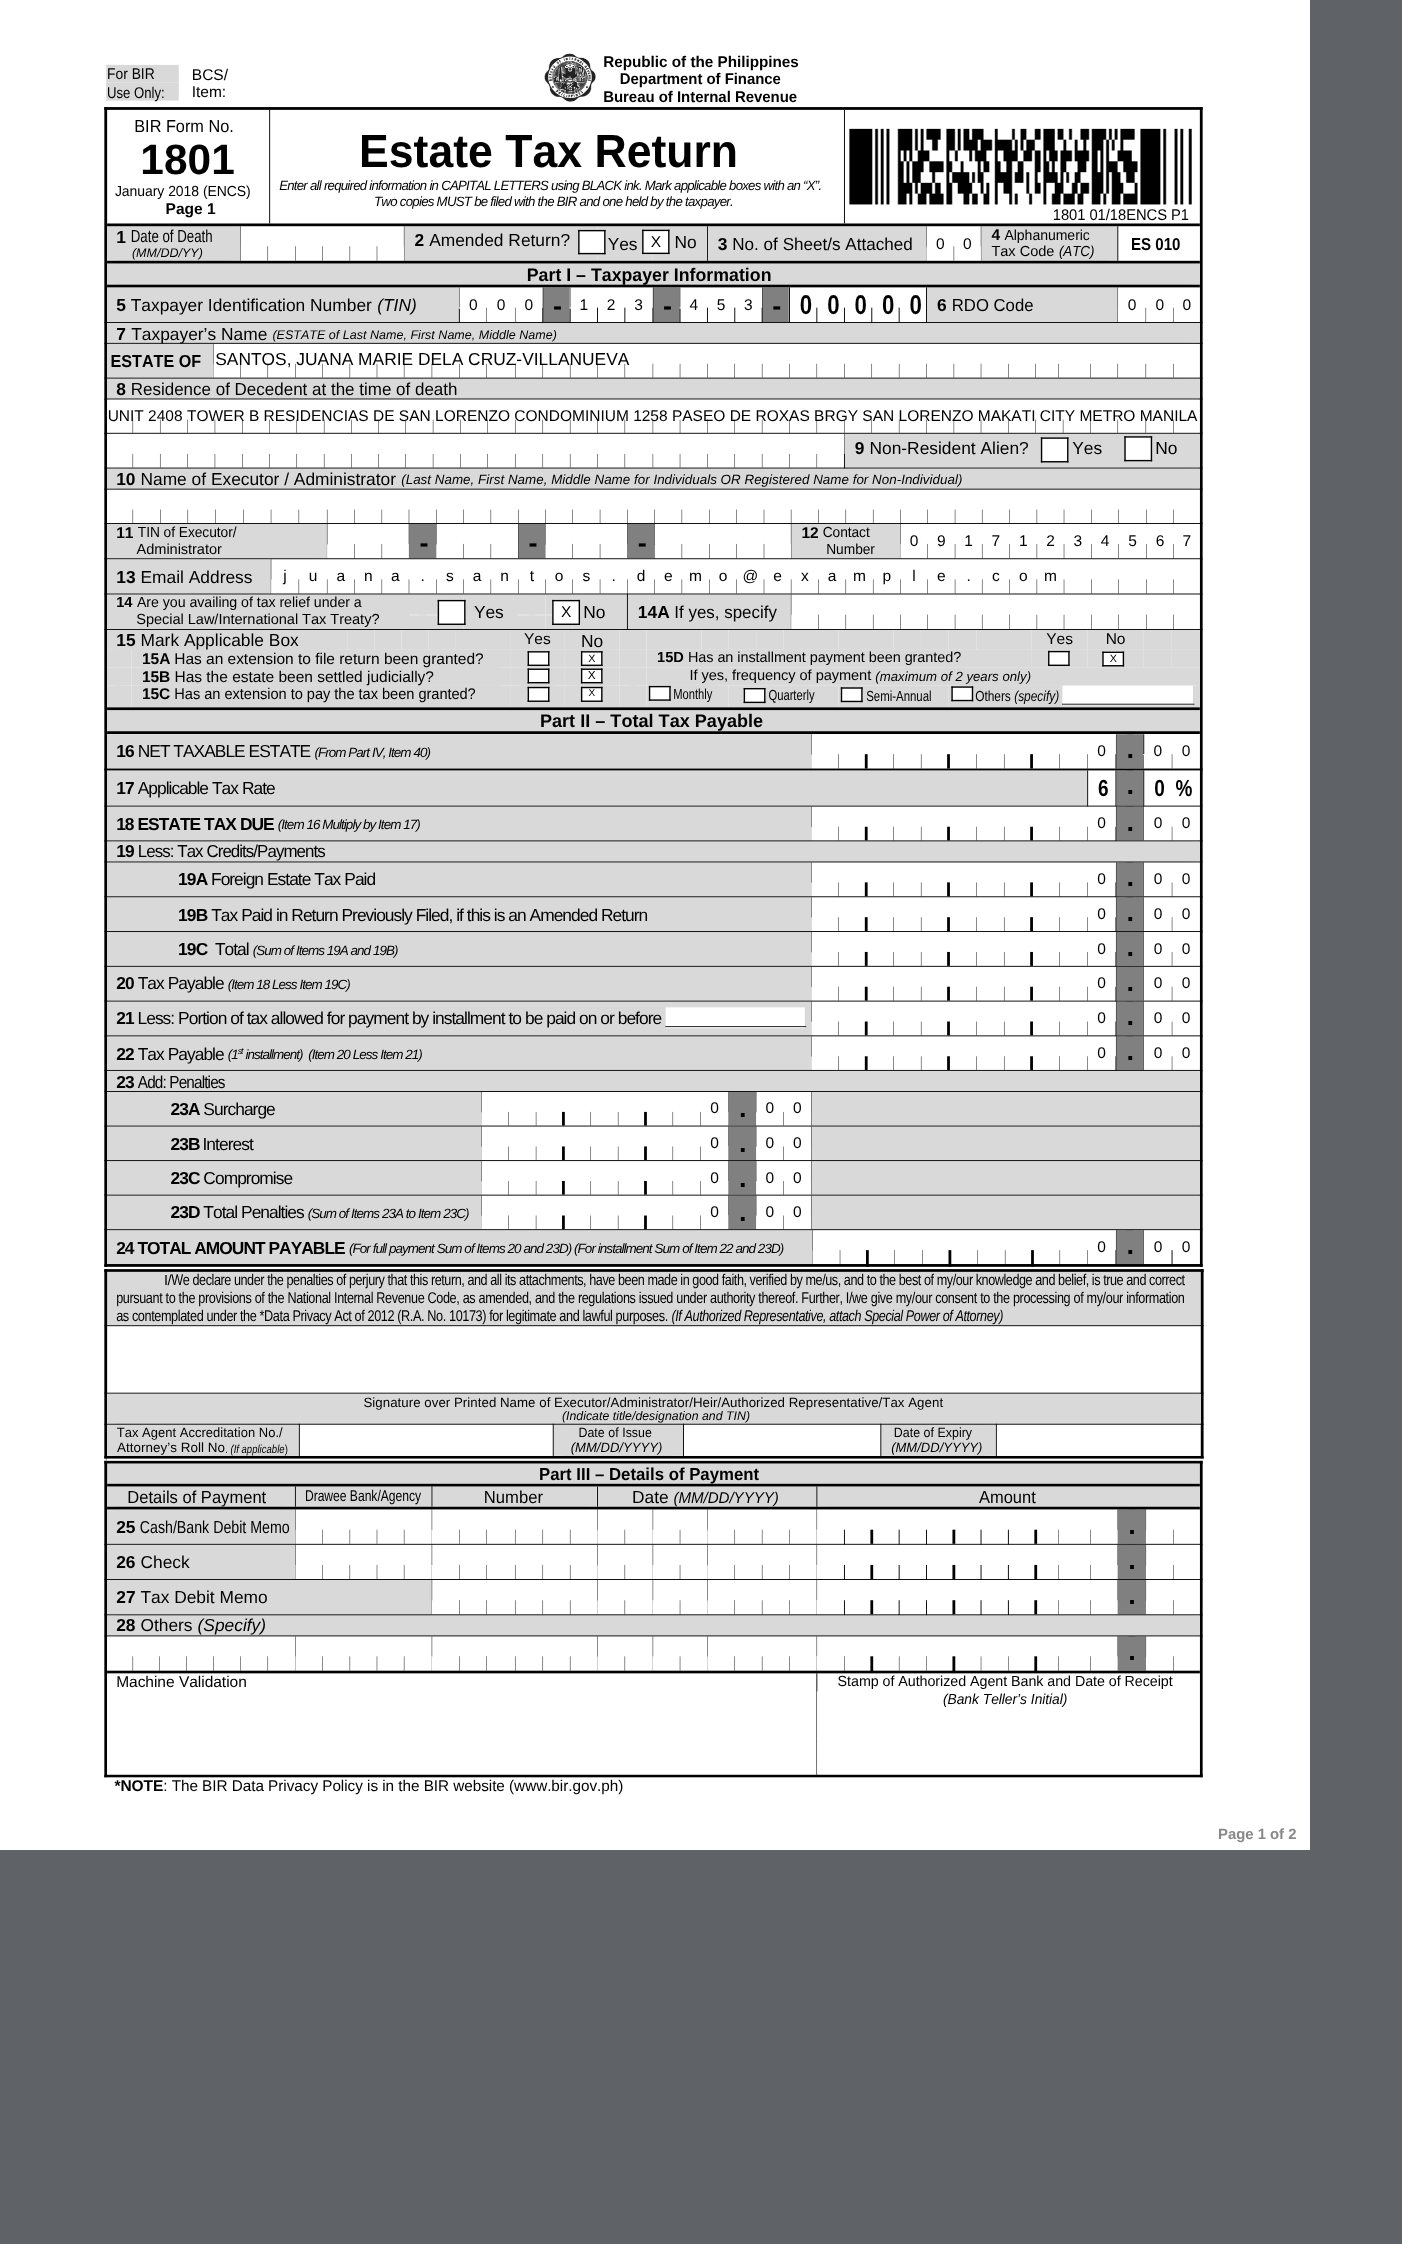 For BIR
Use Only:
BCS/
Item:
Republic of the Philippines
Department of Finance
Bureau of Internal Revenue
BIR Form No.
1801
January 2018 (ENCS)
Page 1
Estate Tax Return
Enter all required information in CAPITAL LETTERS using BLACK ink. Mark applicable boxes with an “X”.
Two copies MUST be filed with the BIR and one held by the taxpayer.
1801 01/18ENCS P1
1 Date of Death
(MM/DD/YY)
2 Amended Return? Yes X No
3 No. of Sheet/s Attached 0 0
4 Alphanumeric
Tax Code (ATC)
ES 010
Part I – Taxpayer Information
5 Taxpayer Identification Number (TIN) 0 0 0 - 1 2 3 - 4 5 3 - 0 0 0 0 0 6 RDO Code 0 0 0
7 Taxpayer’s Name (ESTATE of Last Name, First Name, Middle Name)
ESTATE OF SANTOS, JUANA MARIE DELA CRUZ-VILLANUEVA
8 Residence of Decedent at the time of death
UNIT 2408 TOWER B RESIDENCIAS DE SAN LORENZO CONDOMINIUM 1258 PASEO DE ROXAS BRGY SAN LORENZO MAKATI CITY METRO MANILA
9 Non-Resident Alien? Yes No
10 Name of Executor / Administrator (Last Name, First Name, Middle Name for Individuals OR Registered Name for Non-Individual)
11 TIN of Executor/
Administrator
- - -
12 Contact
Number
0 9 1 7 1 2 3 4 5 6 7
13 Email Address j u a n a . s a n t o s . d e m o @ e x a m p l e . c o m
14 Are you availing of tax relief under a
Special Law/International Tax Treaty?
Yes X No
14A If yes, specify
15 Mark Applicable Box Yes No Yes No
15A Has an extension to file return been granted? X
15D Has an installment payment been granted? X
15B Has the estate been settled judicially? X
If yes, frequency of payment (maximum of 2 years only)
15C Has an extension to pay the tax been granted? X
Monthly Quarterly Semi-Annual Others (specify)
Part II – Total Tax Payable
16 NET TAXABLE ESTATE (From Part IV, Item 40) 0 . 0 0
17 Applicable Tax Rate 6 . 0 %
18 ESTATE TAX DUE (Item 16 Multiply by Item 17) 0 . 0 0
19 Less: Tax Credits/Payments
19A Foreign Estate Tax Paid 0 . 0 0
19B Tax Paid in Return Previously Filed, if this is an Amended Return 0 . 0 0
19C Total (Sum of Items 19A and 19B) 0 . 0 0
20 Tax Payable (Item 18 Less Item 19C) 0 . 0 0
21 Less: Portion of tax allowed for payment by installment to be paid on or before 0 . 0 0
22 Tax Payable (1st installment) (Item 20 Less Item 21) 0 . 0 0
23 Add: Penalties
23A Surcharge 0 . 0 0
23B Interest 0 . 0 0
23C Compromise 0 . 0 0
23D Total Penalties (Sum of Items 23A to Item 23C) 0 . 0 0
24 TOTAL AMOUNT PAYABLE (For full payment Sum of Items 20 and 23D) (For installment Sum of Item 22 and 23D) 0 . 0 0
I/We declare under the penalties of perjury that this return, and all its attachments, have been made in good faith, verified by me/us, and to the best of my/our knowledge and belief, is true and correct
pursuant to the provisions of the National Internal Revenue Code, as amended, and the regulations issued under authority thereof. Further, I/we give my/our consent to the processing of my/our information
as contemplated under the *Data Privacy Act of 2012 (R.A. No. 10173) for legitimate and lawful purposes. (If Authorized Representative, attach Special Power of Attorney)
Signature over Printed Name of Executor/Administrator/Heir/Authorized Representative/Tax Agent
(Indicate title/designation and TIN)
Tax Agent Accreditation No./
Attorney’s Roll No. (If applicable)
Date of Issue
(MM/DD/YYYY)
Date of Expiry
(MM/DD/YYYY)
Part III – Details of Payment
Details of Payment Drawee Bank/Agency Number Date (MM/DD/YYYY) Amount
25 Cash/Bank Debit Memo .
26 Check .
27 Tax Debit Memo .
28 Others (Specify)
.
Machine Validation
Stamp of Authorized Agent Bank and Date of Receipt
(Bank Teller’s Initial)
*NOTE: The BIR Data Privacy Policy is in the BIR website (www.bir.gov.ph)
Page 1 of 2